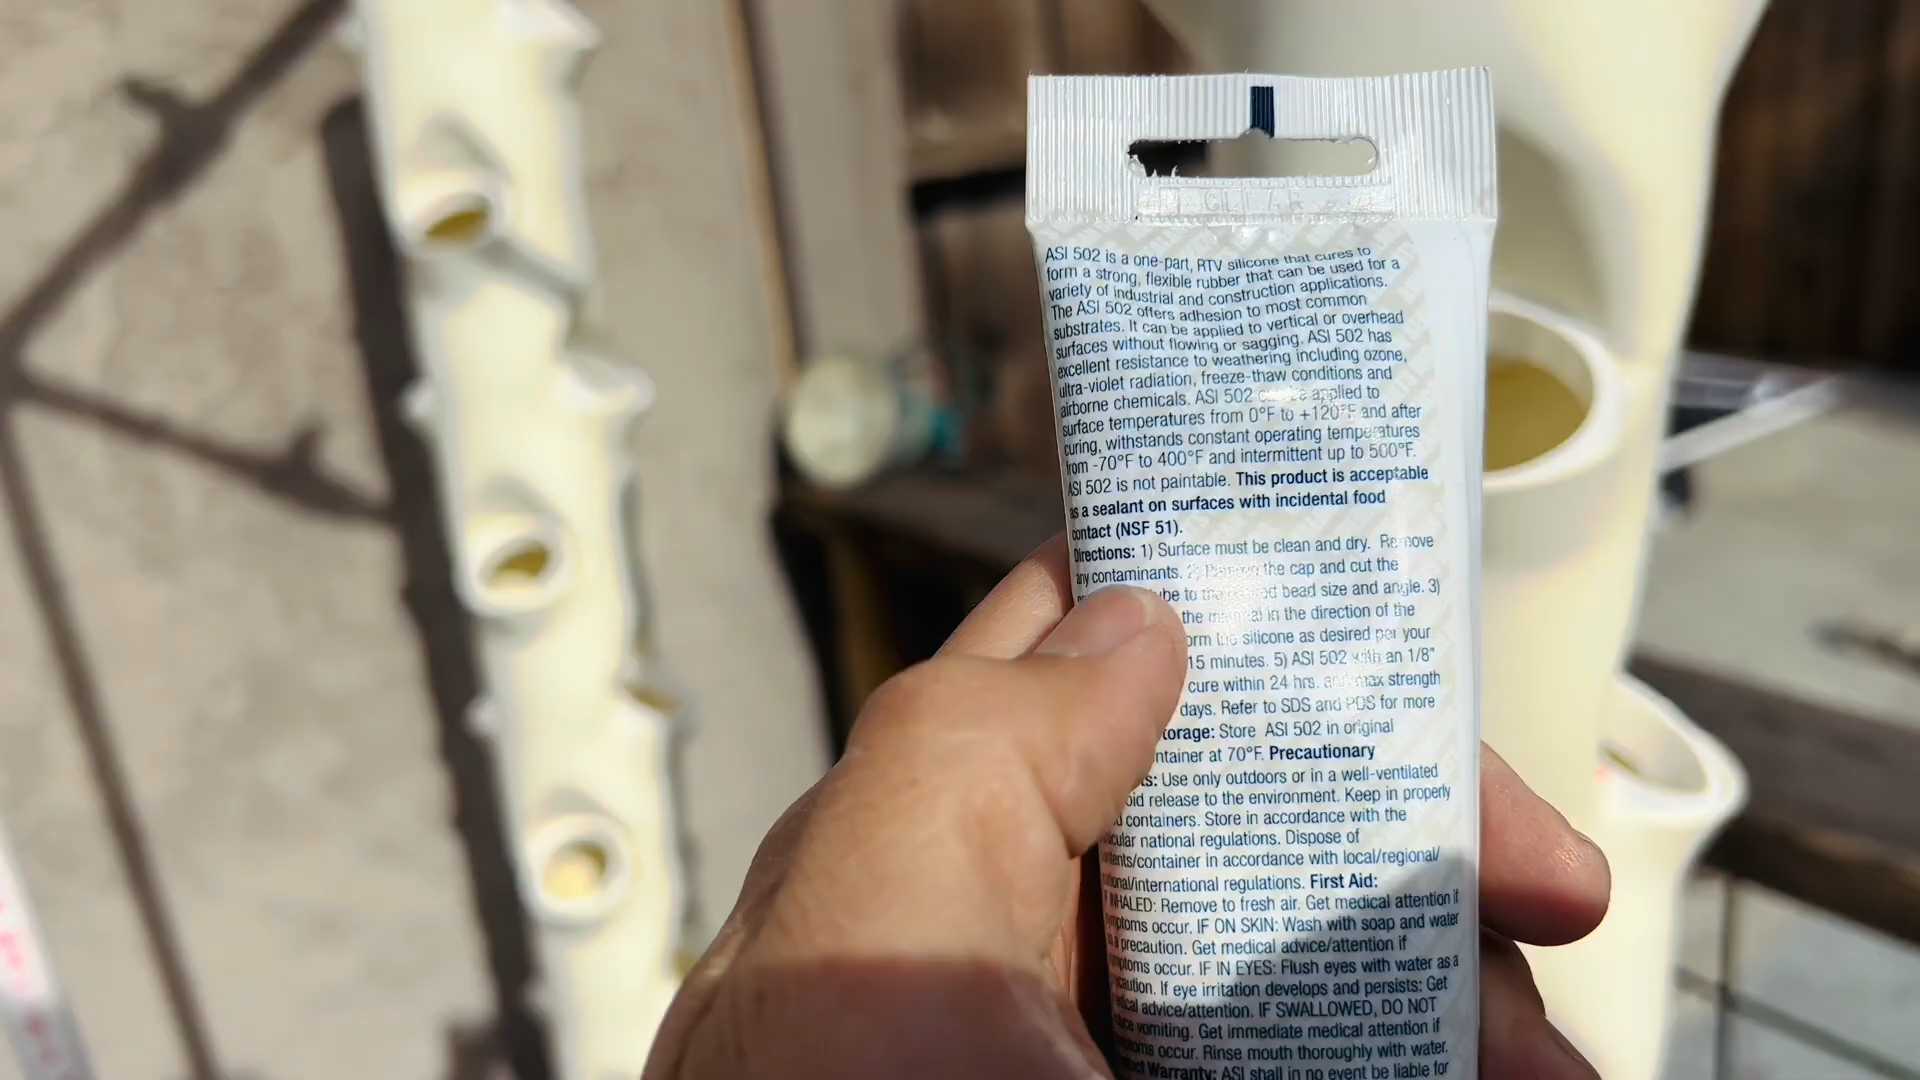 CLEAR
ASI 502 is a one-part, RTV silicone that cures to
form a strong, flexible rubber that can be used for a
variety of industrial and construction applications.
The ASI 502 offers adhesion to most common
substrates. It can be applied to vertical or overhead
surfaces without flowing or sagging. ASI 502 has
excellent resistance to weathering including ozone,
ultra-violet radiation, freeze-thaw conditions and
airborne chemicals. ASI 502 can be applied to
surface temperatures from 0°F to +120°F and after
curing, withstands constant operating temperatures
from -70°F to 400°F and intermittent up to 500°F.
ASI 502 is not paintable. This product is acceptable
as a sealant on surfaces with incidental food
contact (NSF 51).
Directions: 1) Surface must be clean and dry. Remove
any contaminants. 2) Remove the cap and cut the
to the desired bead size and angle. 3)
the material in the direction of the
the silicone as desired per your
15 minutes. 5) ASI 502 with an 1/8"
cure within 24 hrs. and max strength
days. Refer to SDS and PDS for more
Store ASI 502 in original
at 70°F. Precautionary
Use only outdoors or in a well-ventilated
release to the environment. Keep in properly
containers. Store in accordance with the
national regulations. Dispose of
contents/container in accordance with local/regional/
national/international regulations. First Aid:
IF INHALED: Remove to fresh air. Get medical attention if
symptoms occur. IF ON SKIN: Wash with soap and water
as a precaution. Get medical advice/attention if
symptoms occur. IF IN EYES: Flush eyes with water as a
precaution. If eye irritation develops and persists: Get
medical advice/attention. IF SWALLOWED, DO NOT
induce vomiting. Get immediate medical attention if
symptoms occur. Rinse mouth thoroughly with water.
Warranty: ASI shall in no event be liable for